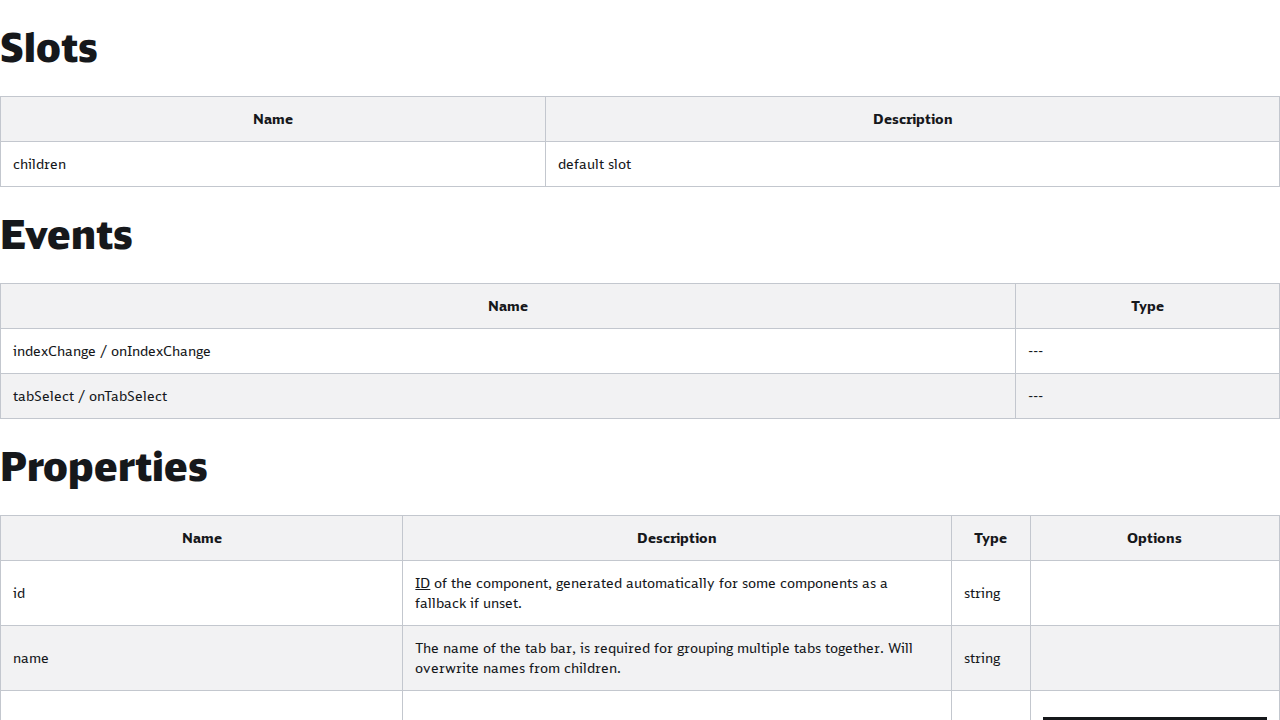 Slots
Name Description
children default slot
Events
Name Type
indexChange / onIndexChange ---
tabSelect / onTabSelect ---
Properties
Name Description Type Options
id ID of the component, generated automatically for some components as a fallback if unset. string
name The name of the tab bar, is required for grouping multiple tabs together. Will overwrite names from children. string